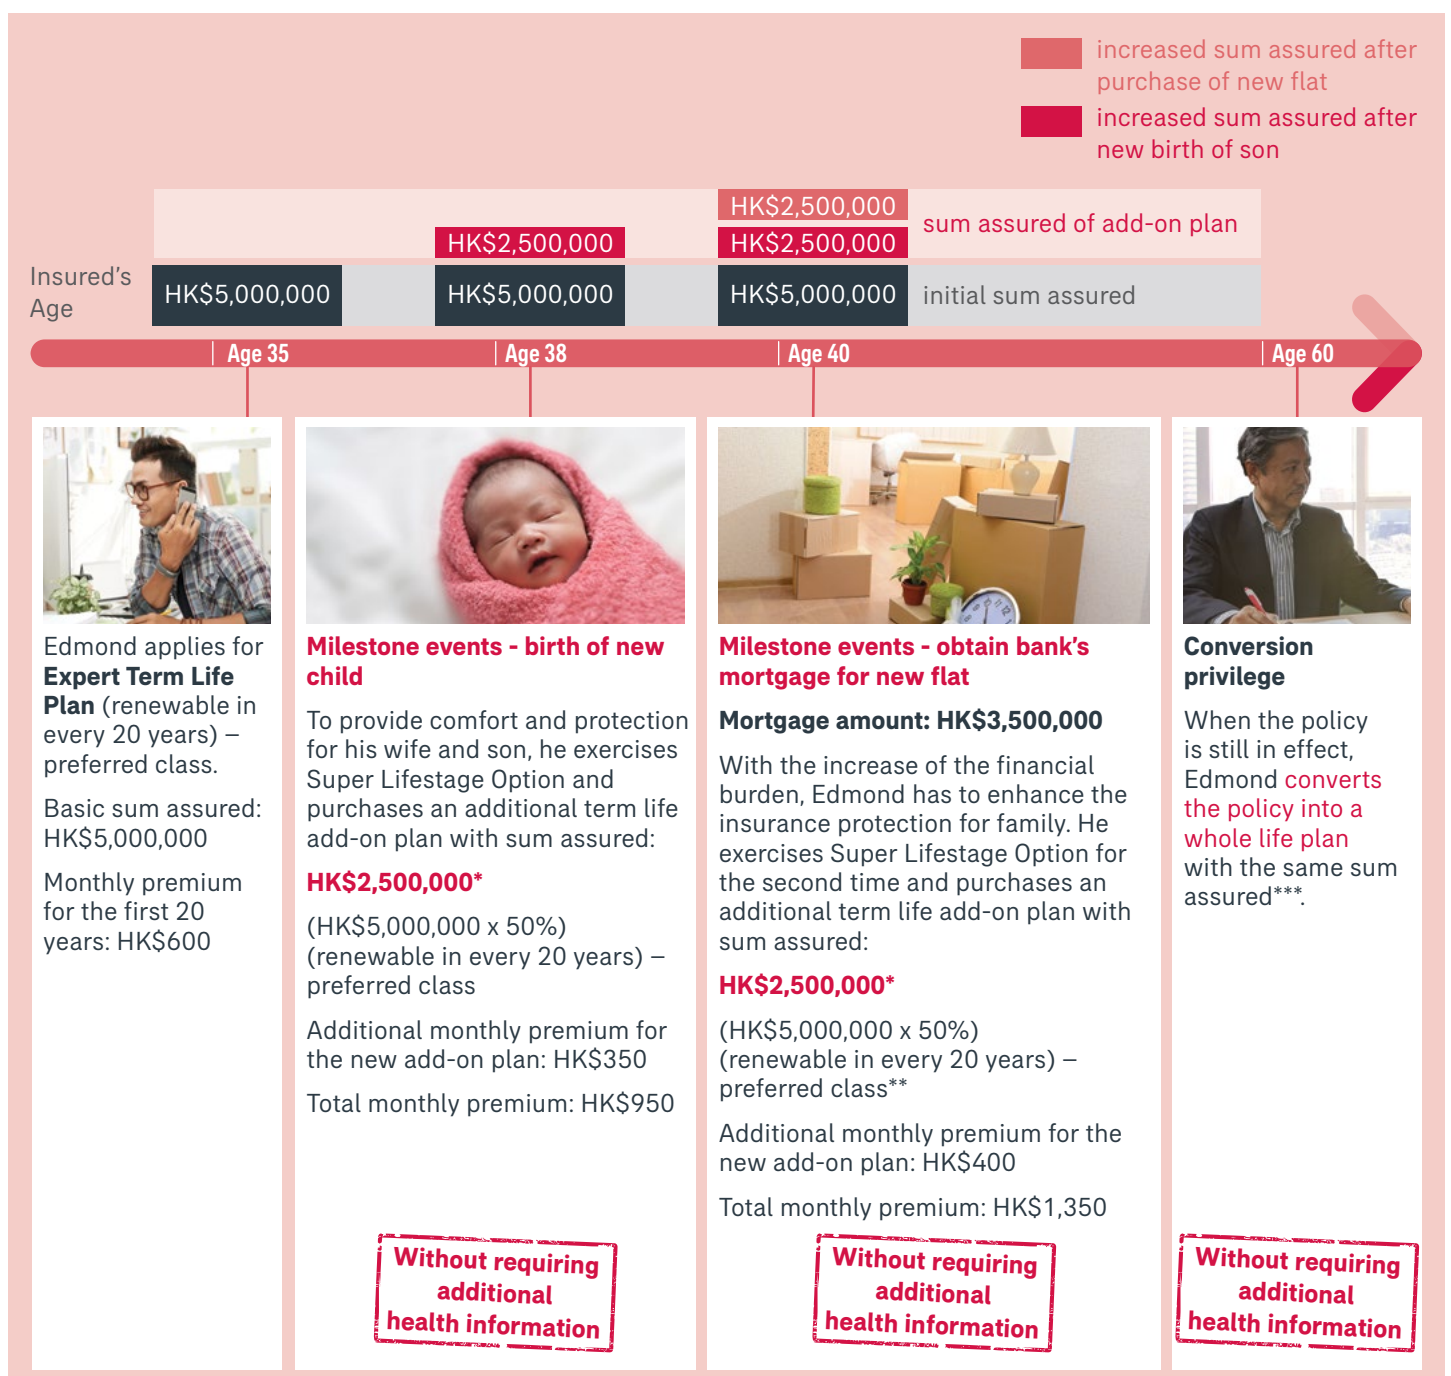 increased sum assured after
purchase of new flat
increased sum assured after
new birth of son
HK$2,500,000
HK$2,500,000
HK$2,500,000
sum assured of add-on plan
Insured's
Age
HK$5,000,000
HK$5,000,000
HK$5,000,000
initial sum assured
Age 35
Age 38
Age 40
Age 60
Edmond applies for
Expert Term Life
Plan (renewable in
every 20 years) –
preferred class.
Basic sum assured:
HK$5,000,000
Monthly premium
for the first 20
years: HK$600
Milestone events - birth of new
child
To provide comfort and protection
for his wife and son, he exercises
Super Lifestage Option and
purchases an additional term life
add-on plan with sum assured:
HK$2,500,000*
(HK$5,000,000 x 50%)
(renewable in every 20 years) –
preferred class
Additional monthly premium for
the new add-on plan: HK$350
Total monthly premium: HK$950
Without requiring
additional
health information
Milestone events - obtain bank's
mortgage for new flat
Mortgage amount: HK$3,500,000
With the increase of the financial
burden, Edmond has to enhance the
insurance protection for family. He
exercises Super Lifestage Option for
the second time and purchases an
additional term life add-on plan with
sum assured:
HK$2,500,000*
(HK$5,000,000 x 50%)
(renewable in every 20 years) –
preferred class**
Additional monthly premium for the
new add-on plan: HK$400
Total monthly premium: HK$1,350
Without requiring
additional
health information
Conversion
privilege
When the policy
is still in effect,
Edmond converts
the policy into a
whole life plan
with the same sum
assured***.
Without requiring
additional
health information